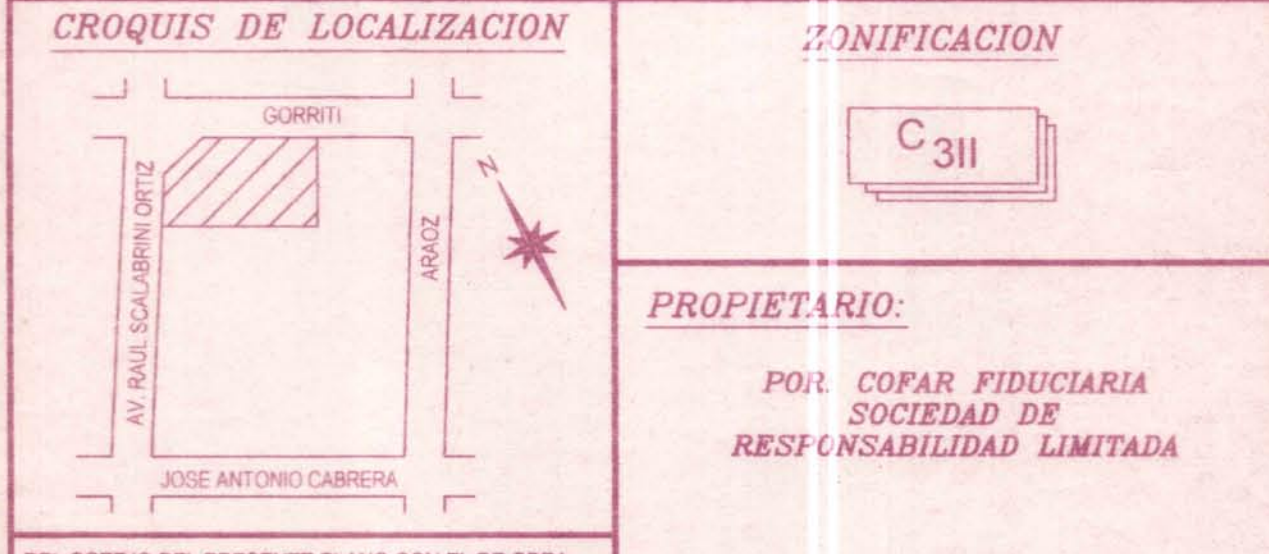 CROQUIS DE LOCALIZACION
GORRITI
AV. RAUL SCALABRINI ORTIZ
ARAOZ
N
JOSE ANTONIO CABRERA
ZONIFICACION
C 3II
PROPIETARIO:
POR: COFAR FIDUCIARIA
SOCIEDAD DE
RESPONSABILIDAD LIMITADA